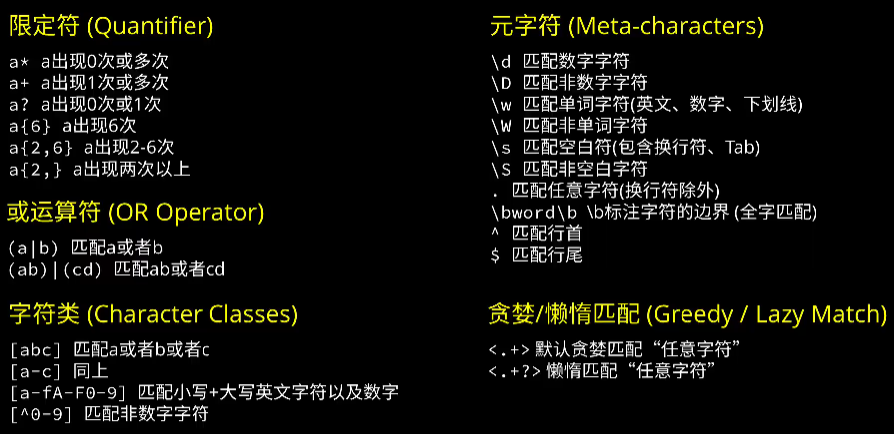 限定符 (Quantifier)
a* a出现0次或多次
a+ a出现1次或多次
a? a出现0次或1次
a{6} a出现6次
a{2,6} a出现2-6次
a{2,} a出现两次以上
或运算符 (OR Operator)
(a|b) 匹配a或者b
(ab)|(cd) 匹配ab或者cd
字符类 (Character Classes)
[abc] 匹配a或者b或者c
[a-c] 同上
[a-fA-F0-9] 匹配小写+大写英文字符以及数字
[^0-9] 匹配非数字字符
元字符 (Meta-characters)
\d 匹配数字字符
\D 匹配非数字字符
\w 匹配单词字符(英文、数字、下划线)
\W 匹配非单词字符
\s 匹配空白符(包含换行符、Tab)
\S 匹配非空白字符
. 匹配任意字符(换行符除外)
\bword\b \b标注字符的边界 (全字匹配)
^ 匹配行首
$ 匹配行尾
贪婪/懒惰匹配 (Greedy / Lazy Match)
<.+> 默认贪婪匹配“任意字符”
<.+?> 懒惰匹配“任意字符”